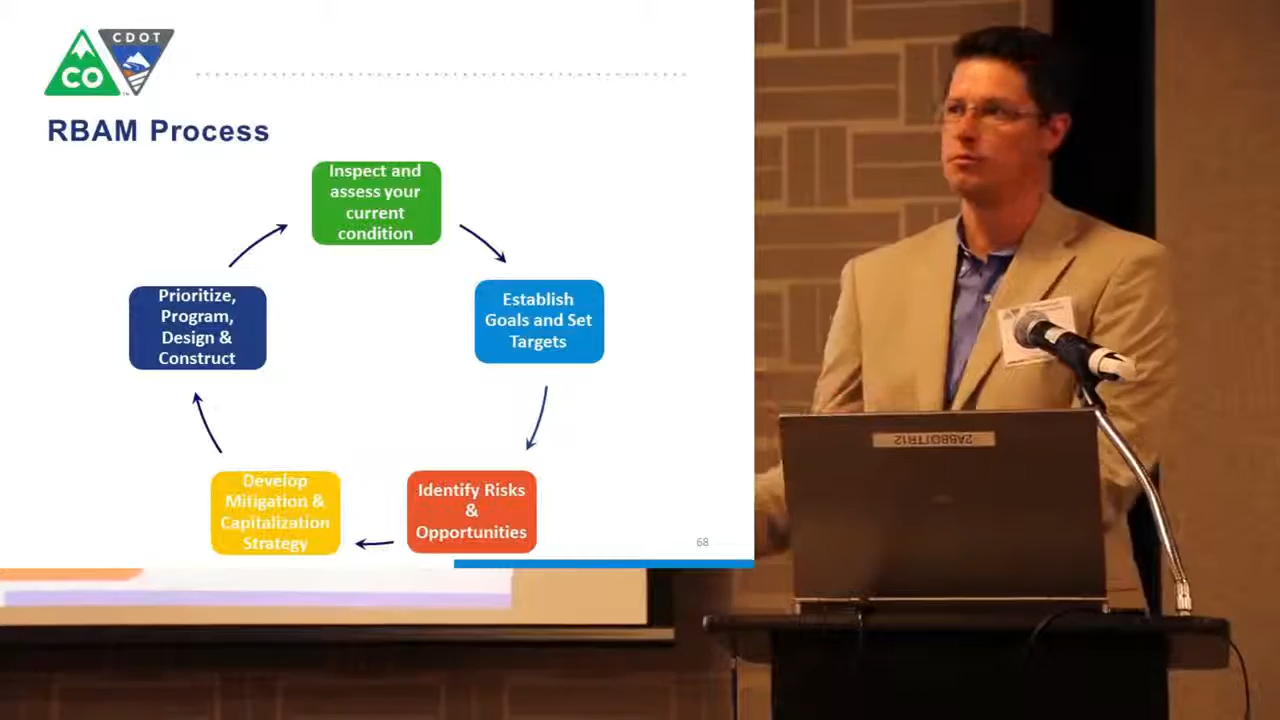 CDOT
CO
RBAM Process
Inspect and
assess your
current
condition
Establish
Goals and Set
Targets
Identify Risks
&
Opportunities
Develop
Mitigation &
Capitalization
Strategy
Prioritize,
Program,
Design &
Construct
68